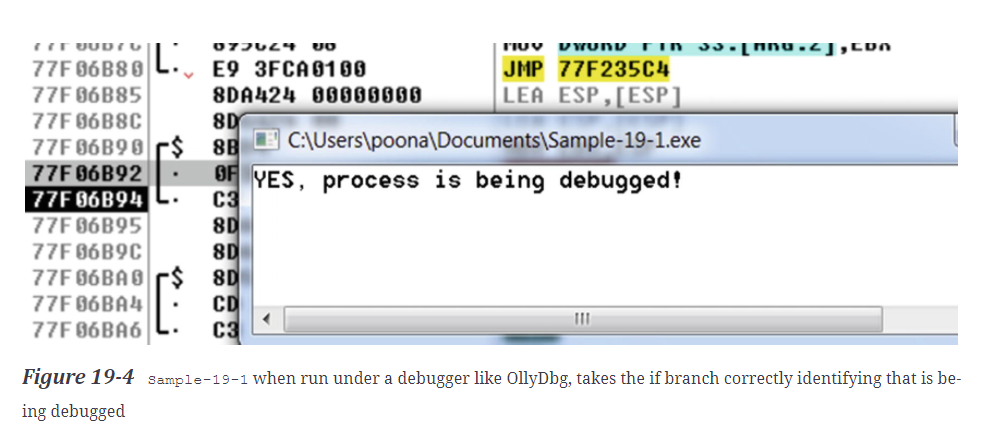 77F06B80 E9 3FCA0100 JMP 77F235C4
77F06B85 8DA424 00000000 LEA ESP,[ESP]
77F06B8C 8D
77F06B90 $ 8B
77F06B92 0F
77F06B94 C3
77F06B95 8D
77F06B9C 8D
77F06BA0 $ 8D
77F06BA4 CD
77F06BA6 C3
C:\Users\poona\Documents\Sample-19-1.exe
YES, process is being debugged!
Figure 19-4 Sample-19-1 when run under a debugger like OllyDbg, takes the if branch correctly identifying that is be-
ing debugged